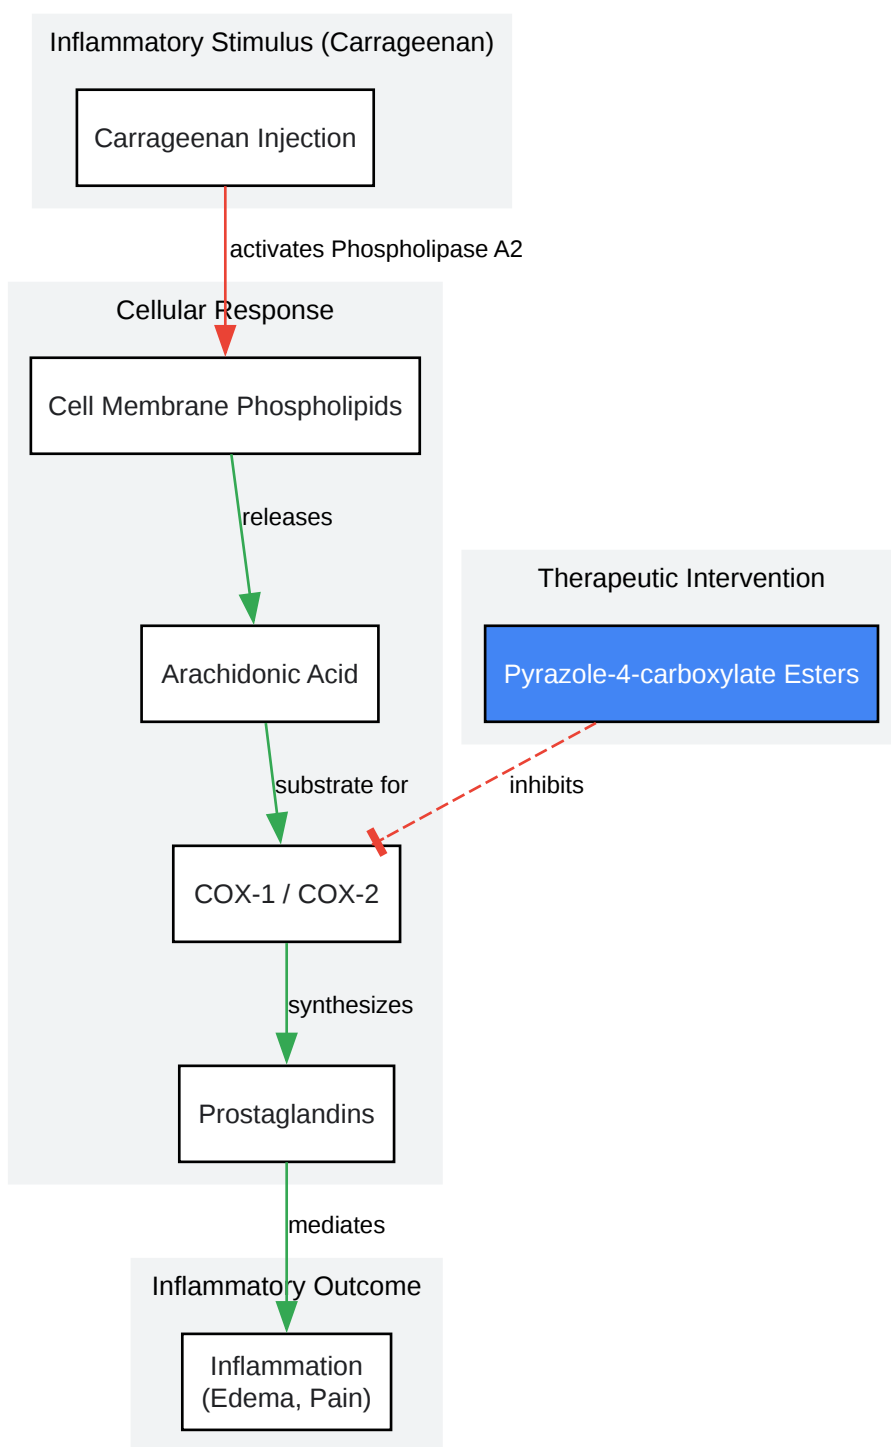 Inflammatory Stimulus (Carrageenan)
Carrageenan Injection
activates Phospholipase A2
Cellular Response
Cell Membrane Phospholipids
releases
Therapeutic Intervention
Arachidonic Acid
Pyrazole-4-carboxylate Esters
substrate for
inhibits
COX-1 / COX-2
synthesizes
Prostaglandins
mediates
Inflammatory Outcome
Inflammation
(Edema, Pain)